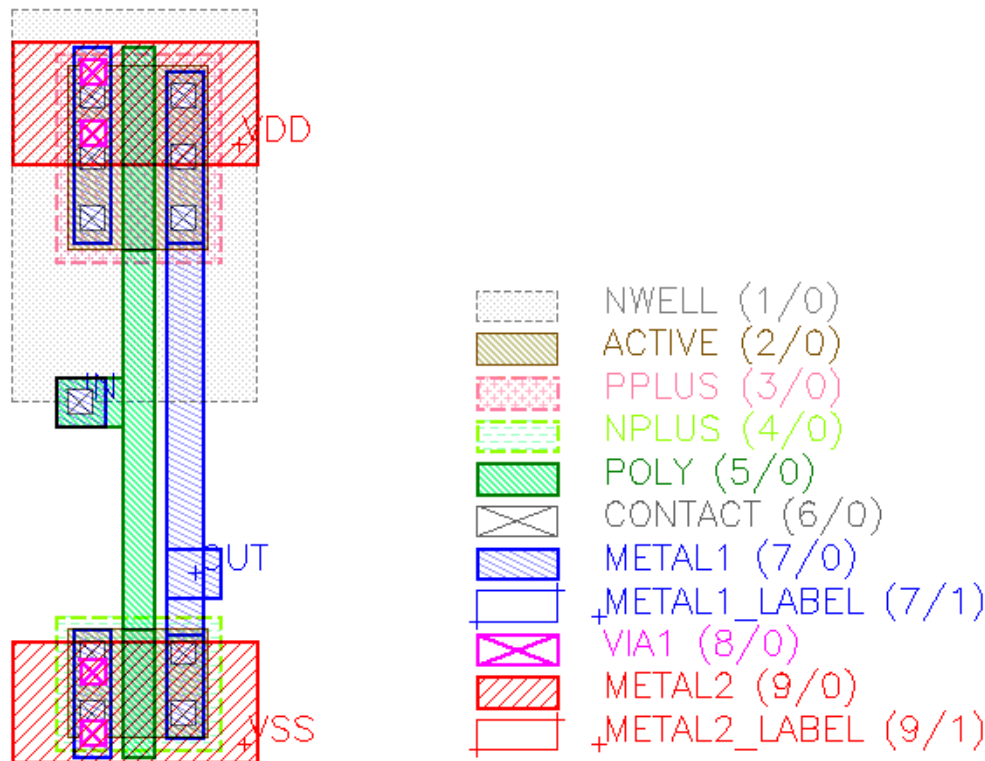 VDD
NWELL (1/0)
ACTIVE (2/0)
PPLUS (3/0)
IN
NPLUS (4/0)
POLY (5/0)
CONTACT (6/0)
OUT
METAL1 (7/0)
METAL1_LABEL (7/1)
VIA1 (8/0)
METAL2 (9/0)
VSS
METAL2_LABEL (9/1)